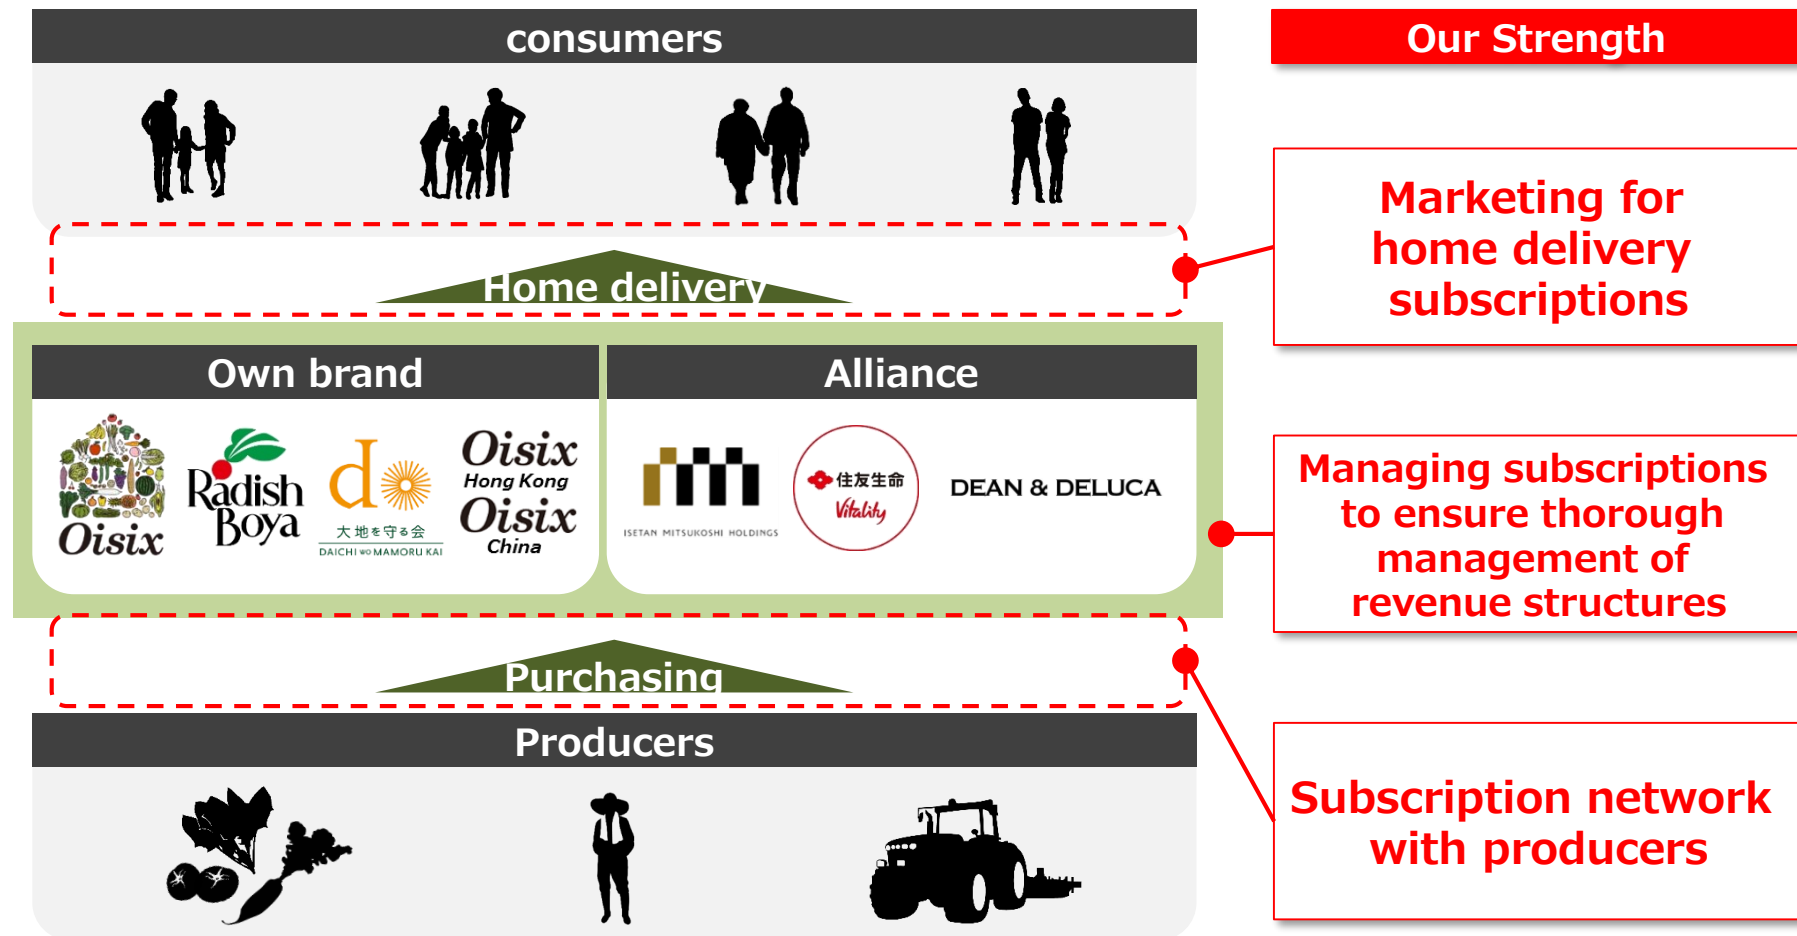 consumers
Our Strength
Marketing for
home delivery
subscriptions
Home delivery
Own brand
Alliance
Oisix
Radish
Boya
d
大地を守る会
DAICHI WO MAMORU KAI
Oisix
Hong Kong
Oisix
China
ISETAN MITSUKOSHI HOLDINGS
住友生命
Vitality
DEAN & DELUCA
Managing subscriptions
to ensure thorough
management of
revenue structures
Purchasing
Producers
Subscription network
with producers